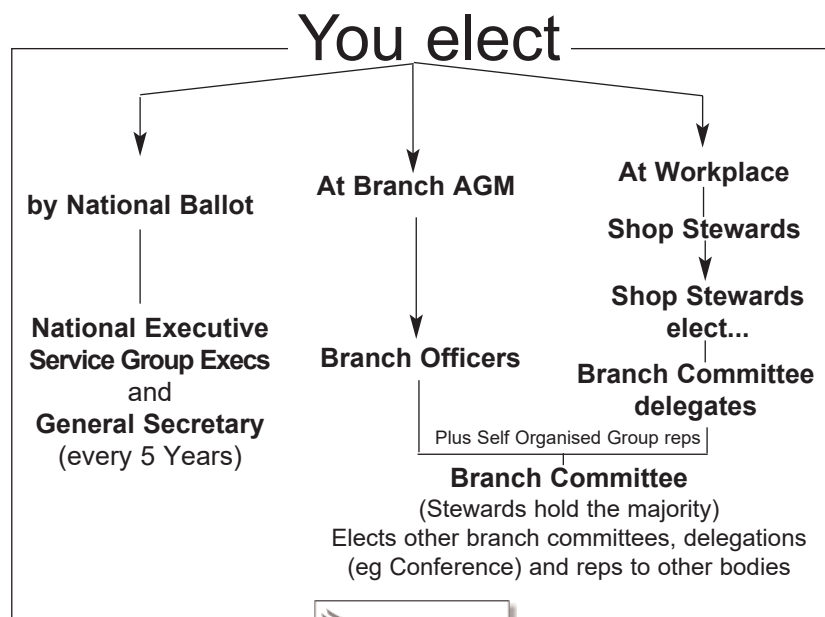 You elect
by National Ballot
National Executive
Service Group Execs
and
General Secretary
(every 5 Years)
At Branch AGM
Branch Officers
At Workplace
Shop Stewards
Shop Stewards
elect...
Branch Committee
delegates
Plus Self Organised Group reps
Branch Committee
(Stewards hold the majority)
Elects other branch committees, delegations
(eg Conference) and reps to other bodies